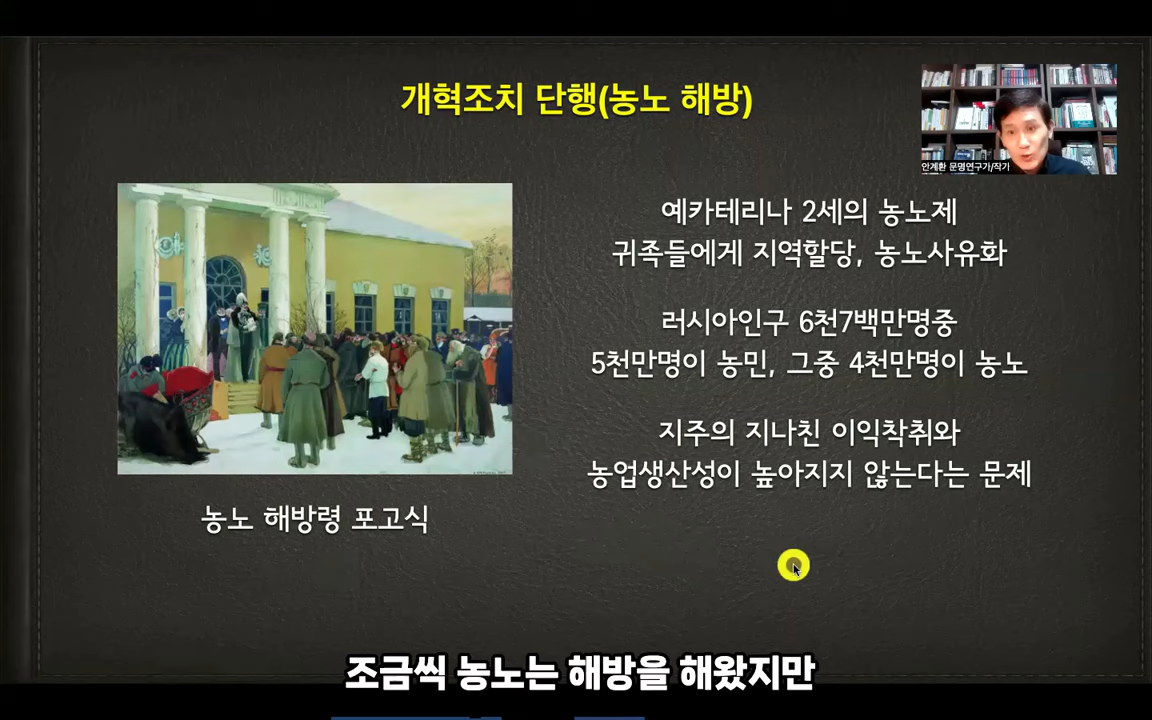 개혁조치 단행(농노 해방)
안계환 문명연구가/작가
예카테리나 2세의 농노제
귀족들에게 지역할당, 농노사유화
러시아인구 6천7백만명중
5천만명이 농민, 그중 4천만명이 농노
지주의 지나친 이익착취와
농업생산성이 높아지지 않는다는 문제
농노 해방령 포고식
조금씩 농노는 해방을 해왔지만